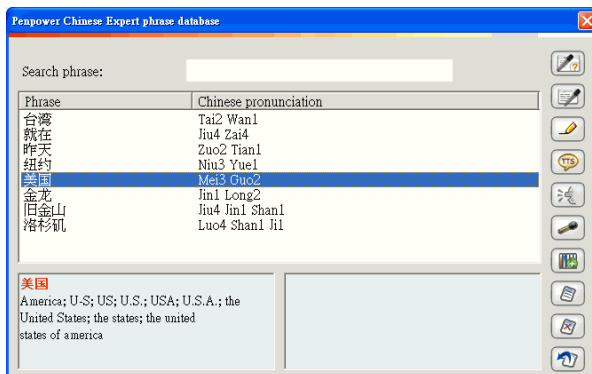 Penpower Chinese Expert phrase database
Search phrase:
Phrase Chinese pronunciation
台湾 Tai2 Wan1
就在 Jiu4 Zai4
昨天 Zuo2 Tian1
纽约 Niu3 Yue1
美国 Mei3 Guo2
金龙 Jin1 Long2
旧金山 Jiu4 Jin1 Shan1
洛杉矶 Luo4 Shan1 Ji1
美国
America; U-S; US; U.S.; USA; U.S.A.; the
United States; the states; the united
states of america
TTS